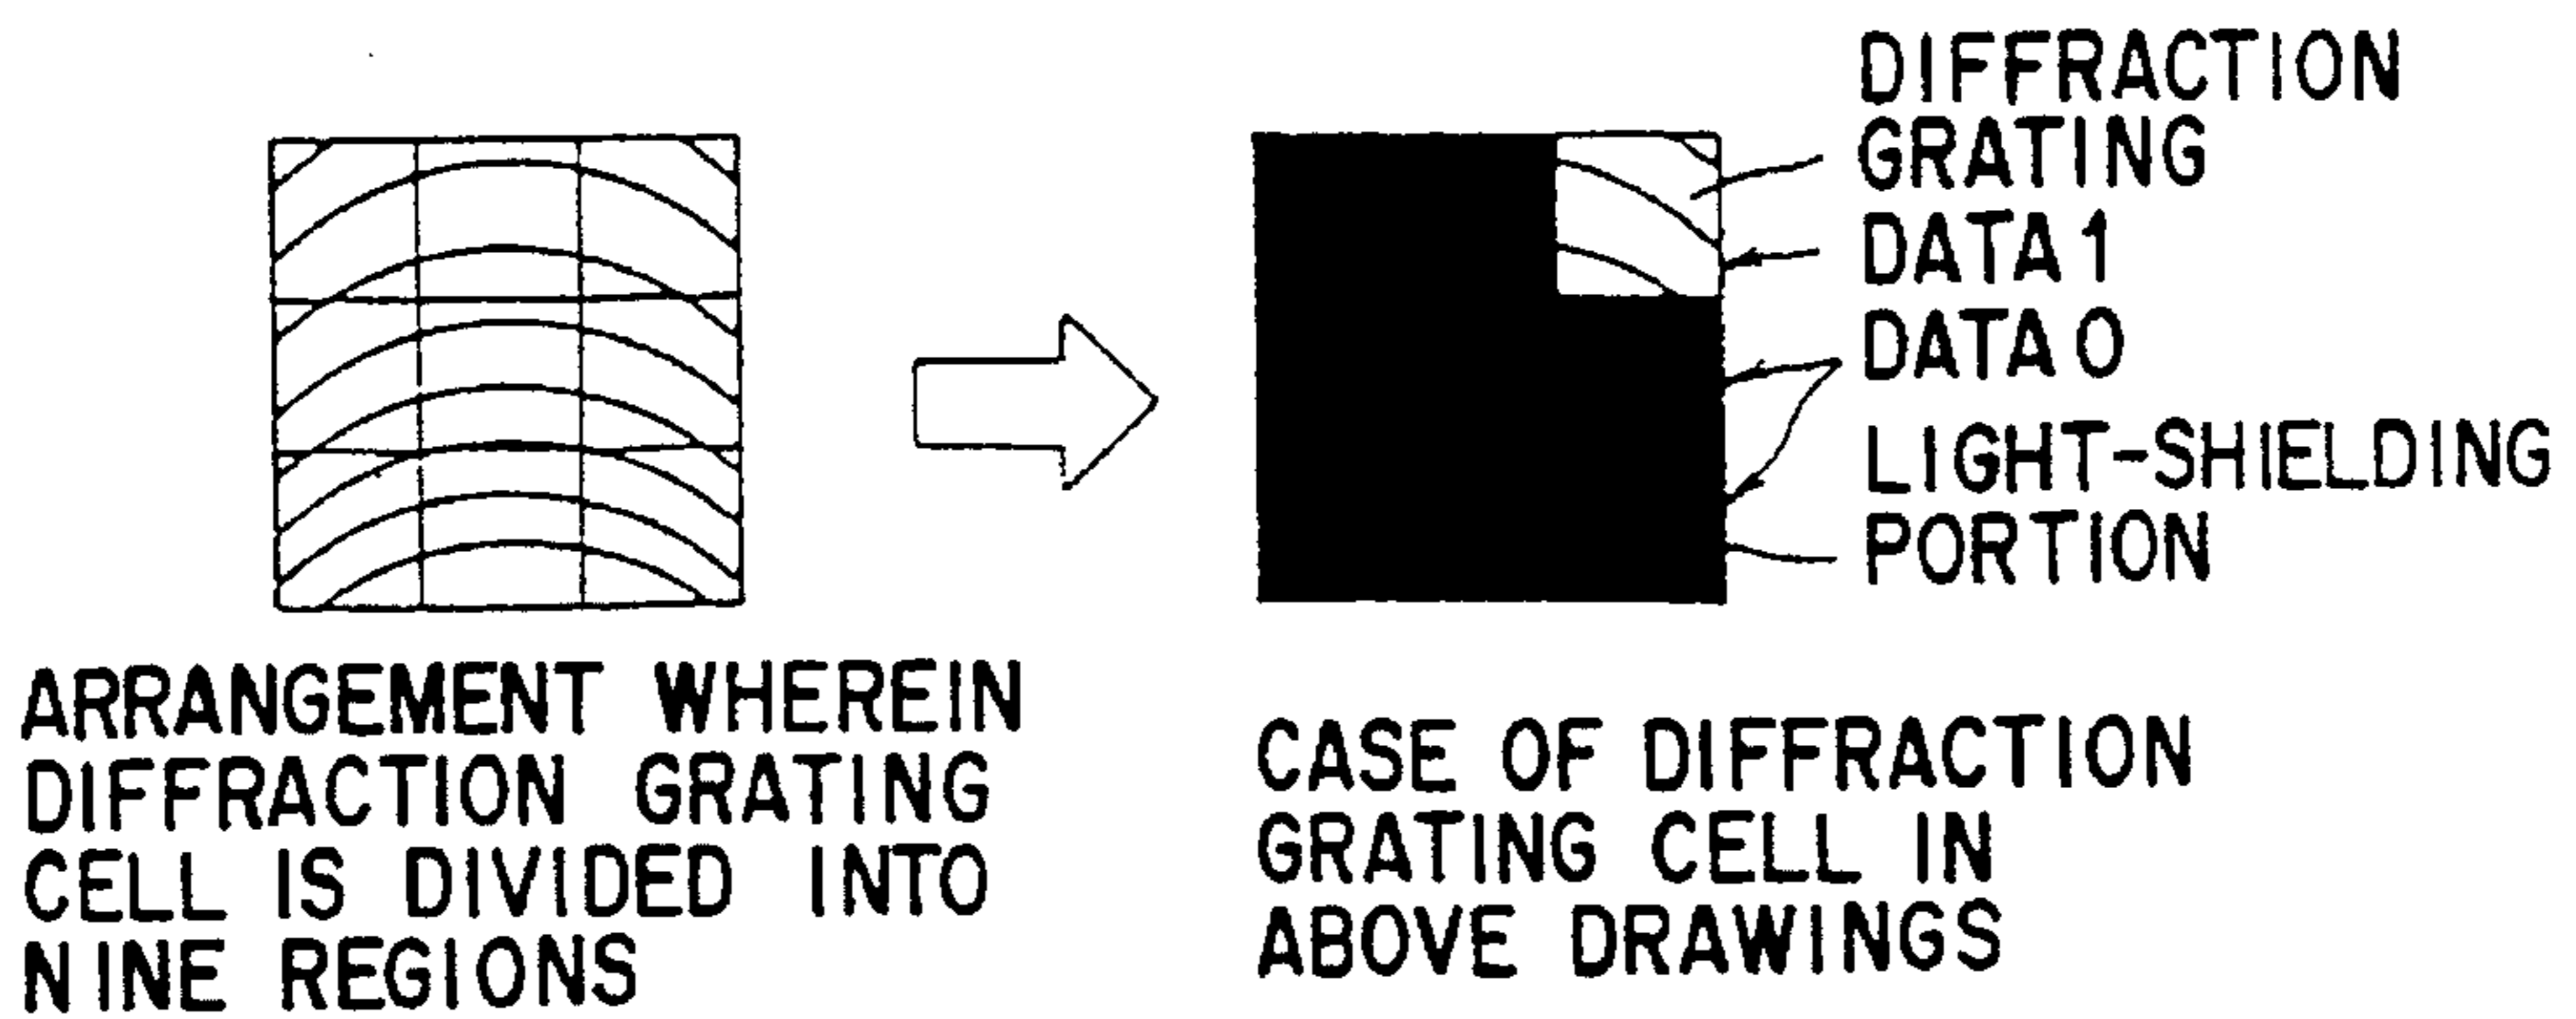 DIFFRACTION
GRATING
DATA 1
DATA 0
LIGHT-SHIELDING
PORTION
ARRANGEMENT WHEREIN
DIFFRACTION GRATING
CELL IS DIVIDED INTO
NINE REGIONS
CASE OF DIFFRACTION
GRATING CELL IN
ABOVE DRAWINGS